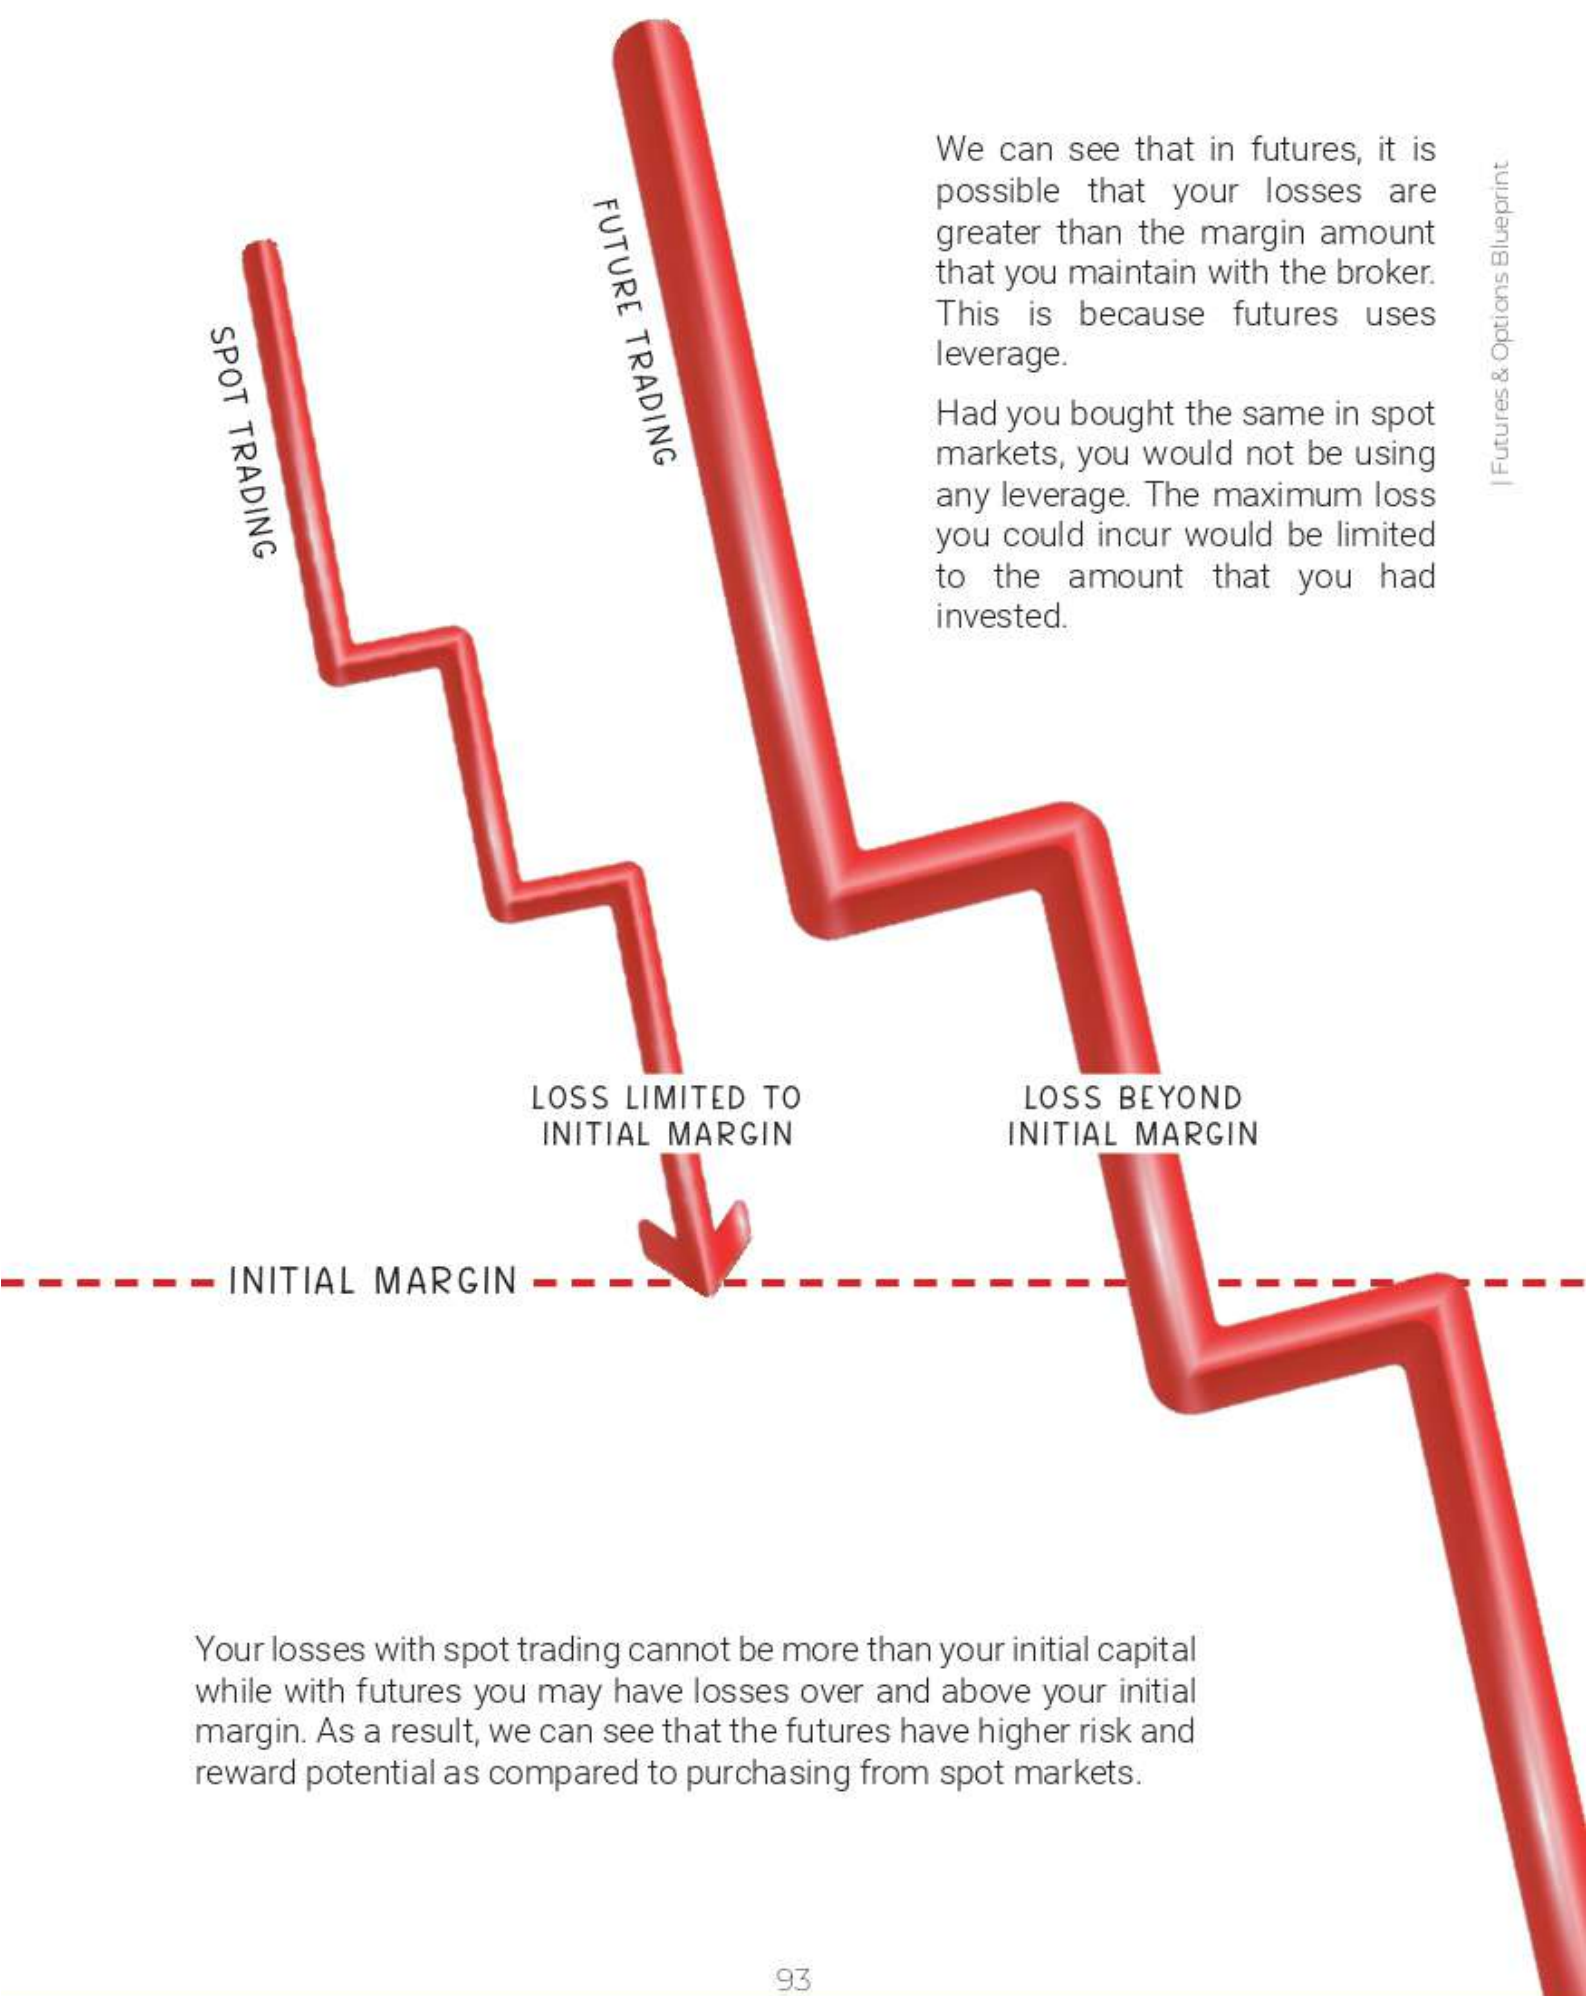 We can see that in futures, it is
possible that your losses are
greater than the margin amount
that you maintain with the broker.
This is because futures uses
leverage.
Had you bought the same in spot
markets, you would not be using
any leverage. The maximum loss
you could incur would be limited
to the amount that you had
invested.
| Futures & Options Blueprint
SPOT TRADING
FUTURE TRADING
LOSS LIMITED TO
INITIAL MARGIN
LOSS BEYOND
INITIAL MARGIN
INITIAL MARGIN
Your losses with spot trading cannot be more than your initial capital
while with futures you may have losses over and above your initial
margin. As a result, we can see that the futures have higher risk and
reward potential as compared to purchasing from spot markets.
93